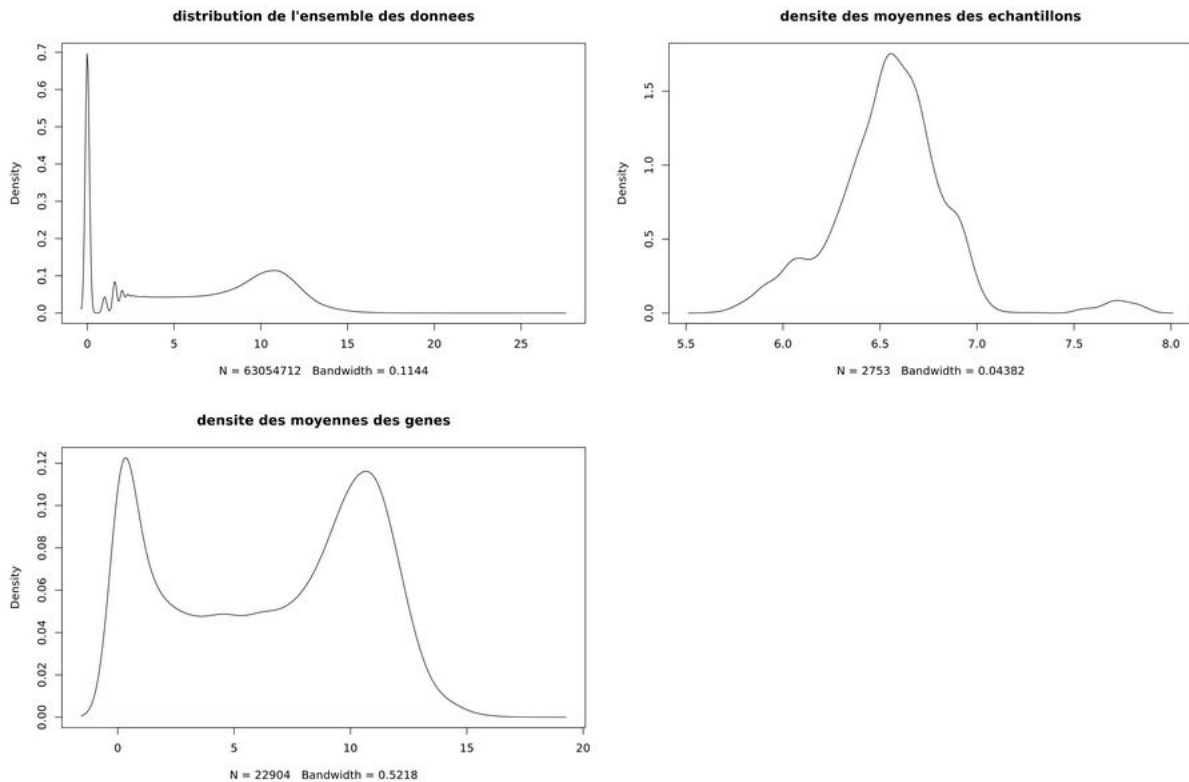 distribution de l'ensemble des donnees
Density
0.0 0.1 0.2 0.3 0.4 0.5 0.6 0.7
0 5 10 15 20 25
N = 63054712 Bandwidth = 0.1144
densite des moyennes des echantillons
Density
0.0 0.5 1.0 1.5
5.5 6.0 6.5 7.0 7.5 8.0
N = 2753 Bandwidth = 0.04382
densite des moyennes des genes
Density
0.00 0.02 0.04 0.06 0.08 0.10 0.12
0 5 10 15 20
N = 22904 Bandwidth = 0.5218